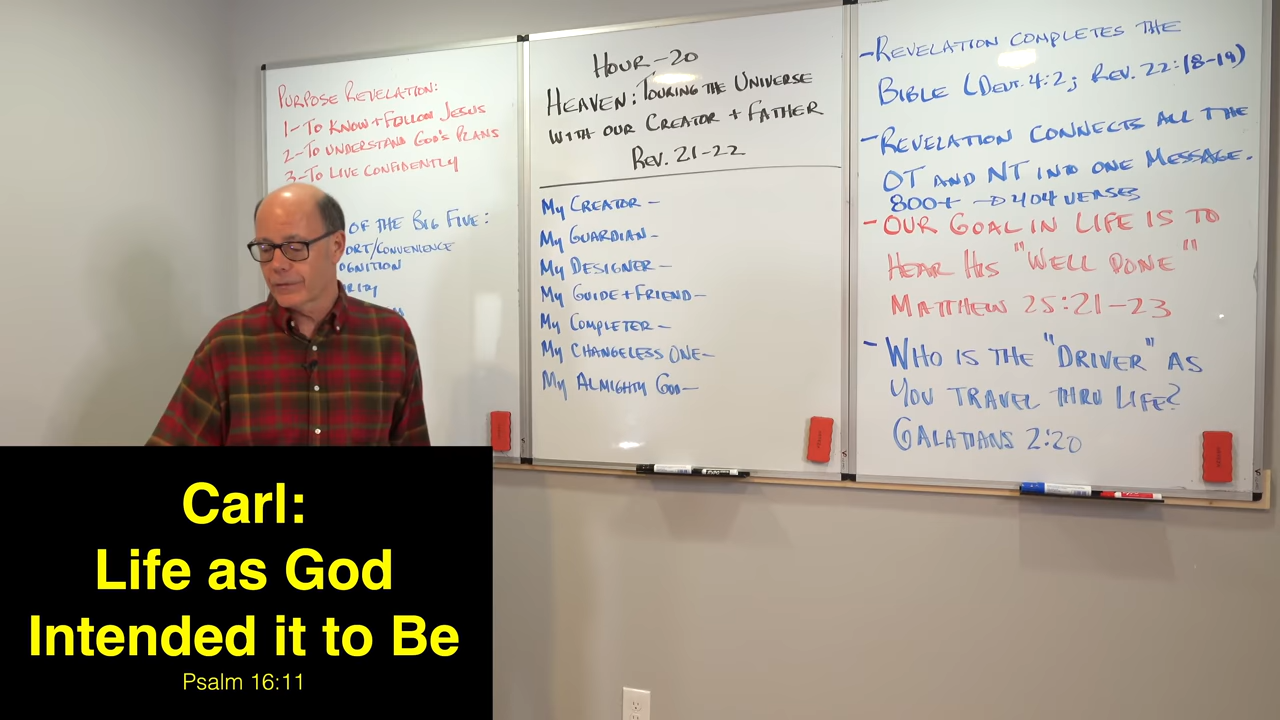 PURPOSE REVELATION:
1-TO KNOW+FOLLOW JESUS
2-TO UNDERSTAND GOD'S PLANS
3-TO LIVE CONFIDENTLY
OF THE BIG FIVE:
ORT/CONVENIENCE
OGNITION
RITY
HOUR-20
HEAVEN: TOURING THE UNIVERSE
WITH OUR CREATOR + FATHER
REV. 21-22
MY CREATOR -
MY GUARDIAN-
MY DESIGNER -
MY GUIDE+FRIEND-
MY COMPLETER -
MY CHANGELESS ONE-
MY ALMIGHTY GOD-
-REVELATION COMPLETES THE
BIBLE (DEUT. 4:2; REV. 22:18-19)
-REVELATION CONNECTS ALL THE
OT AND NT INTO ONE MESSAGE.
800+ → 404 VERSES
-OUR GOAL IN LIFE IS TO
HEAR HIS "WELL DONE"
MATTHEW 25:21-23
- WHO IS THE "DRIVER" AS
YOU TRAVEL THRU LIFE?
GALATIANS 2:20
Carl:
Life as God
Intended it to Be
Psalm 16:11